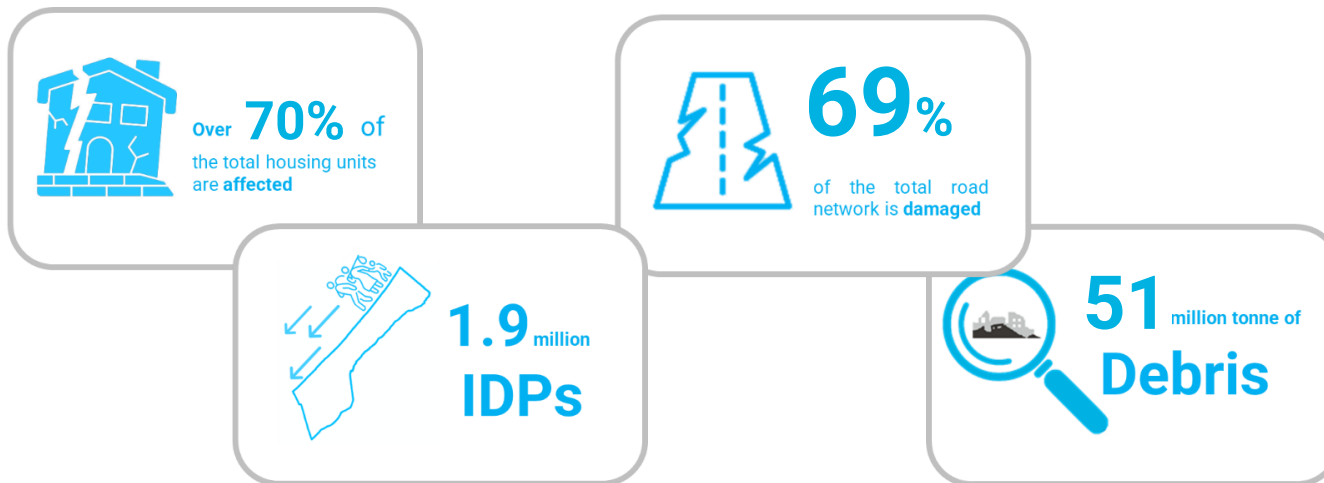 Over 70% of
the total housing units
are affected
69%
of the total road
network is damaged
1.9 million
IDPs
51 million tonne of
Debris